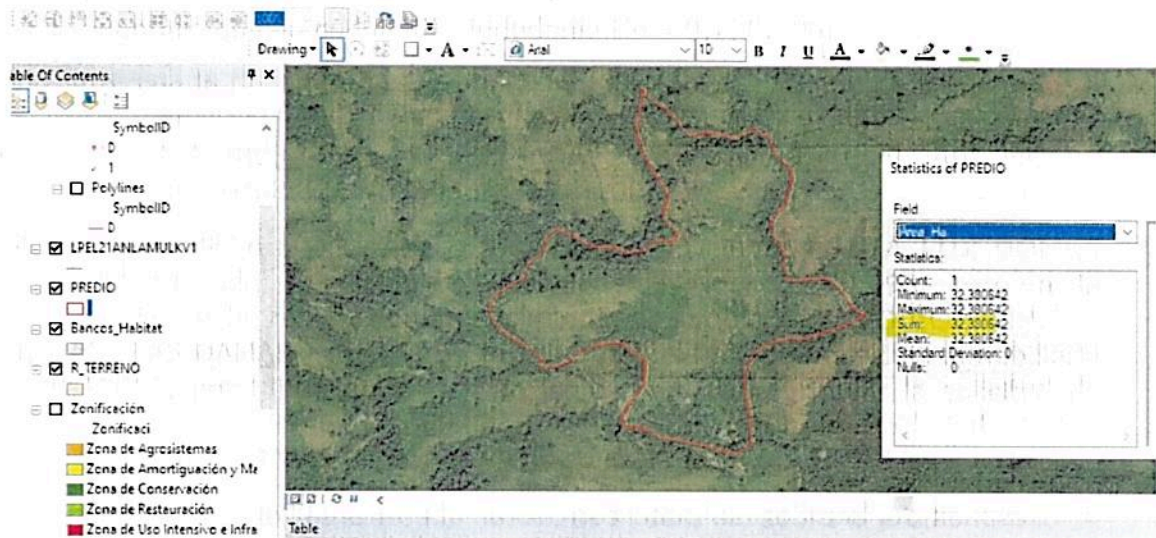 100%
Drawing
A
Arial
10
B I U A
able Of Contents
SymbolID
0
1
Polylines
SymbolID
0
LPEL21ANLAMULKV1
PREDIO
Bancos_Habitat
R_TERRENO
Zonificación
Zonificaci
Zona de Agrosistemas
Zona de Amortiguación y Ma
Zona de Conservación
Zona de Restauración
Zona de Uso Intensivo e Infra
Statistics of PREDIO
Field
Area_Ha
Statistics:
Count: 1
Minimum: 32.380642
Maximum: 32.380642
Sum: 32.380642
Mean: 32.380642
Standard Deviation: 0
Nulls: 0
Table